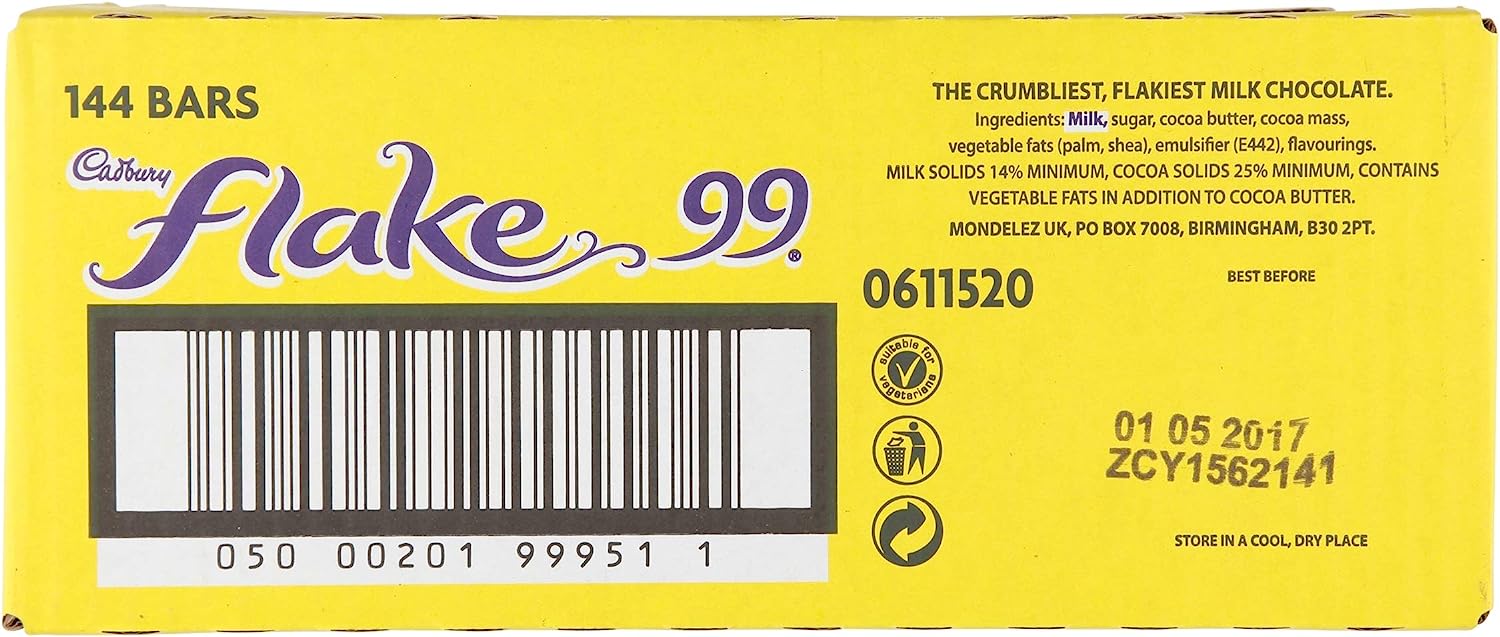 144 BARS
Cadbury
flake 99®
050 00201 99951 1
THE CRUMBLIEST, FLAKIEST MILK CHOCOLATE.
Ingredients: Milk, sugar, cocoa butter, cocoa mass,
vegetable fats (palm, shea), emulsifier (E442), flavourings.
MILK SOLIDS 14% MINIMUM, COCOA SOLIDS 25% MINIMUM, CONTAINS
VEGETABLE FATS IN ADDITION TO COCOA BUTTER.
MONDELEZ UK, PO BOX 7008, BIRMINGHAM, B30 2PT.
0611520
BEST BEFORE
suitable for
vegetarians
01 05 2017
ZCY1562141
STORE IN A COOL, DRY PLACE